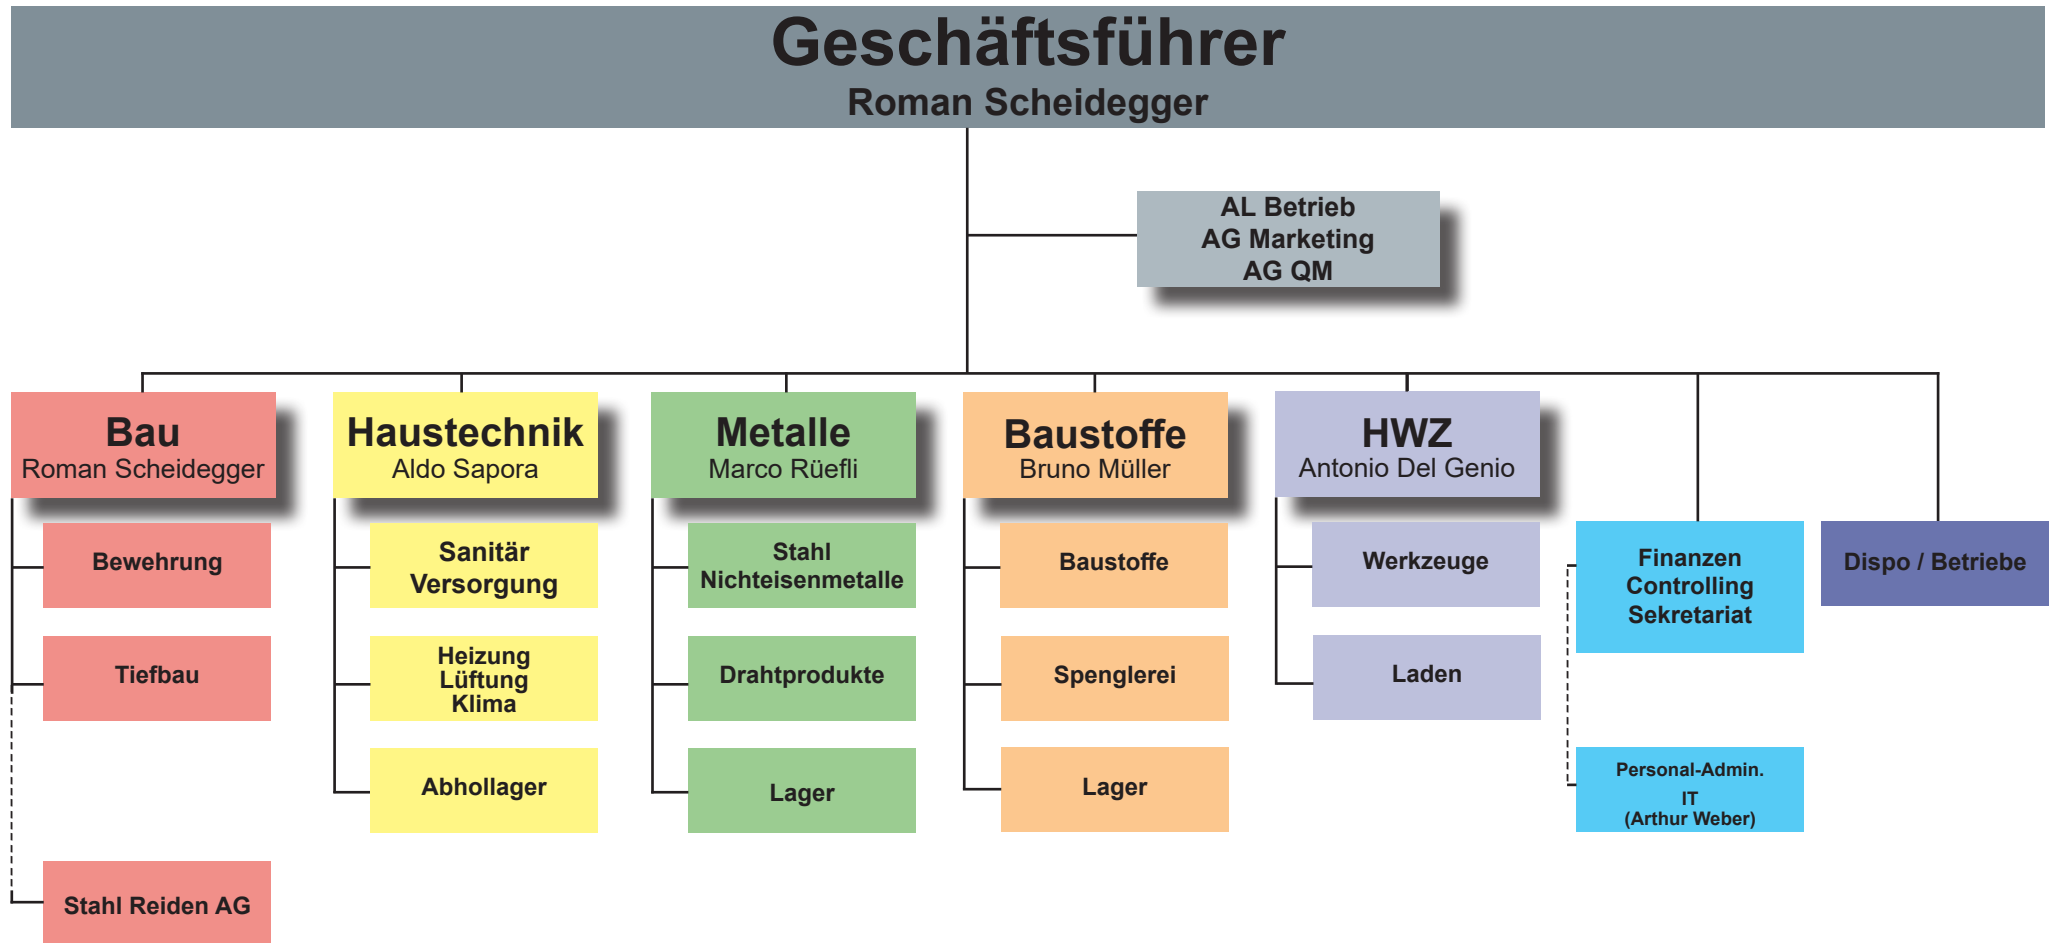 Geschäftsführer
Roman Scheidegger
AL Betrieb
AG Marketing
AG QM
Bau
Roman Scheidegger
Bewehrung
Tiefbau
Stahl Reiden AG
Haustechnik
Aldo Sapora
Sanitär
Versorgung
Heizung
Lüftung
Klima
Abhollager
Metalle
Marco Rüefli
Stahl
Nichteisenmetalle
Drahtprodukte
Lager
Baustoffe
Bruno Müller
Baustoffe
Spenglerei
Lager
HWZ
Antonio Del Genio
Werkzeuge
Laden
Finanzen
Controlling
Sekretariat
Personal-Admin.
IT
(Arthur Weber)
Dispo / Betriebe